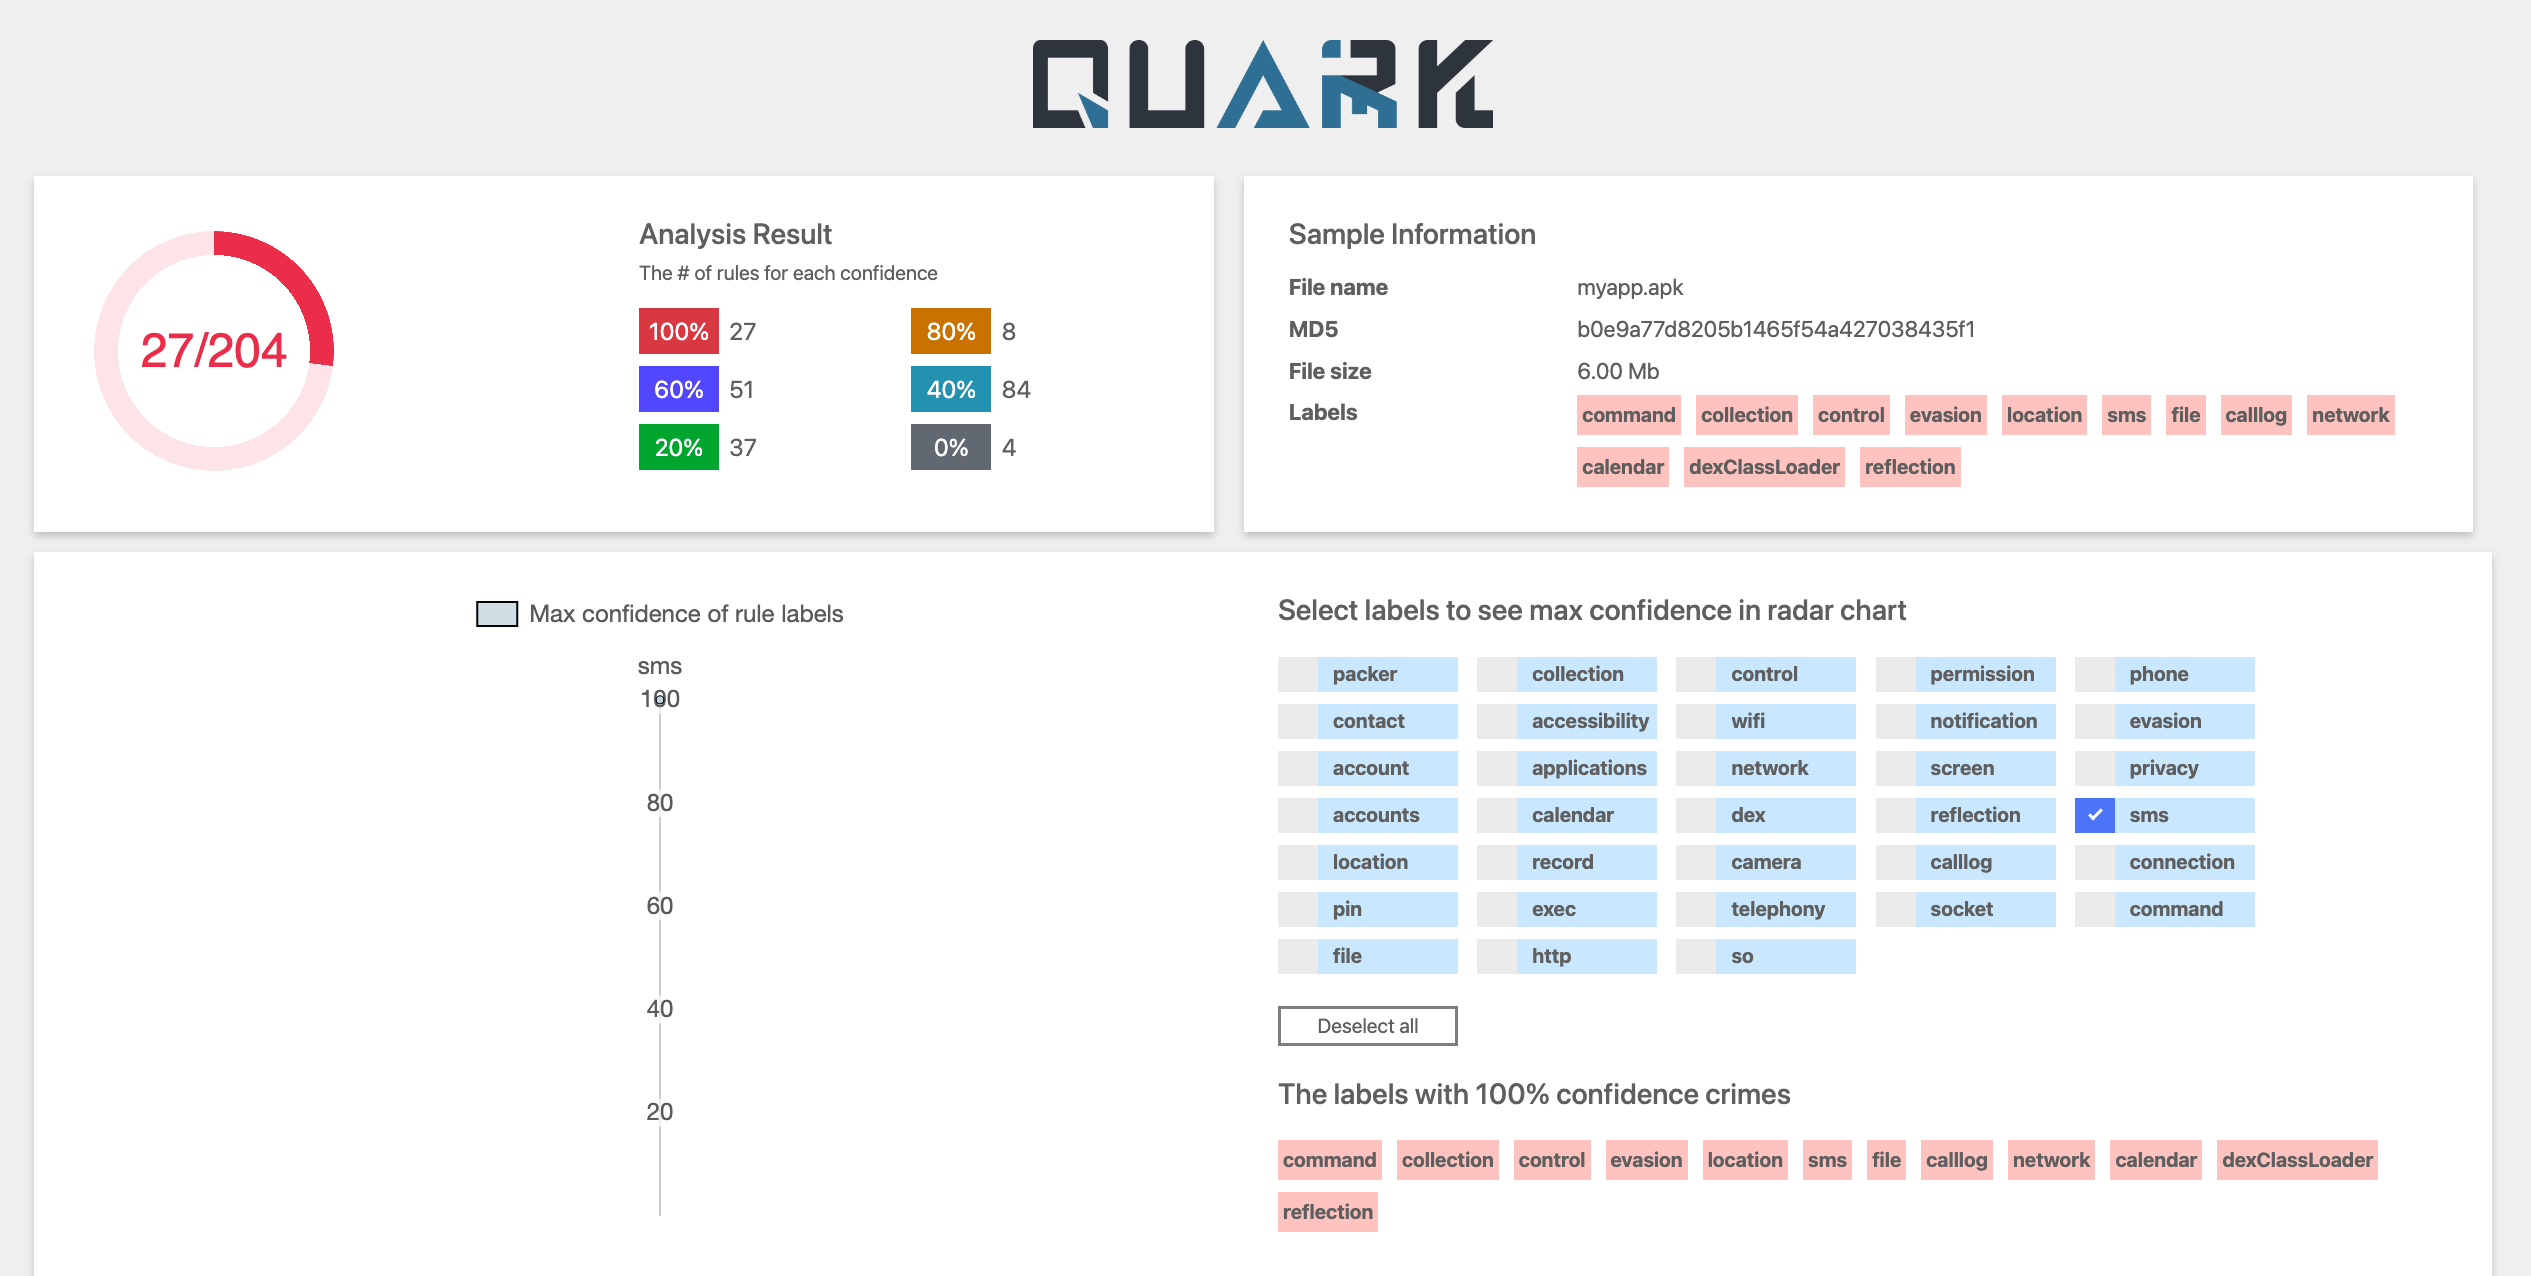 QUARK
27/204
Analysis Result
The # of rules for each confidence
100% 27 80% 8
60% 51 40% 84
20% 37 0% 4
Sample Information
File name myapp.apk
MD5 b0e9a77d8205b1465f54a427038435f1
File size 6.00 Mb
Labels command collection control evasion location sms file calllog network
calendar dexClassLoader reflection
Max confidence of rule labels
sms
100
80
60
40
20
Select labels to see max confidence in radar chart
packer collection control permission phone
contact accessibility wifi notification evasion
account applications network screen privacy
accounts calendar dex reflection sms
location record camera calllog connection
pin exec telephony socket command
file http so
Deselect all
The labels with 100% confidence crimes
command collection control evasion location sms file calllog network calendar dexClassLoader
reflection